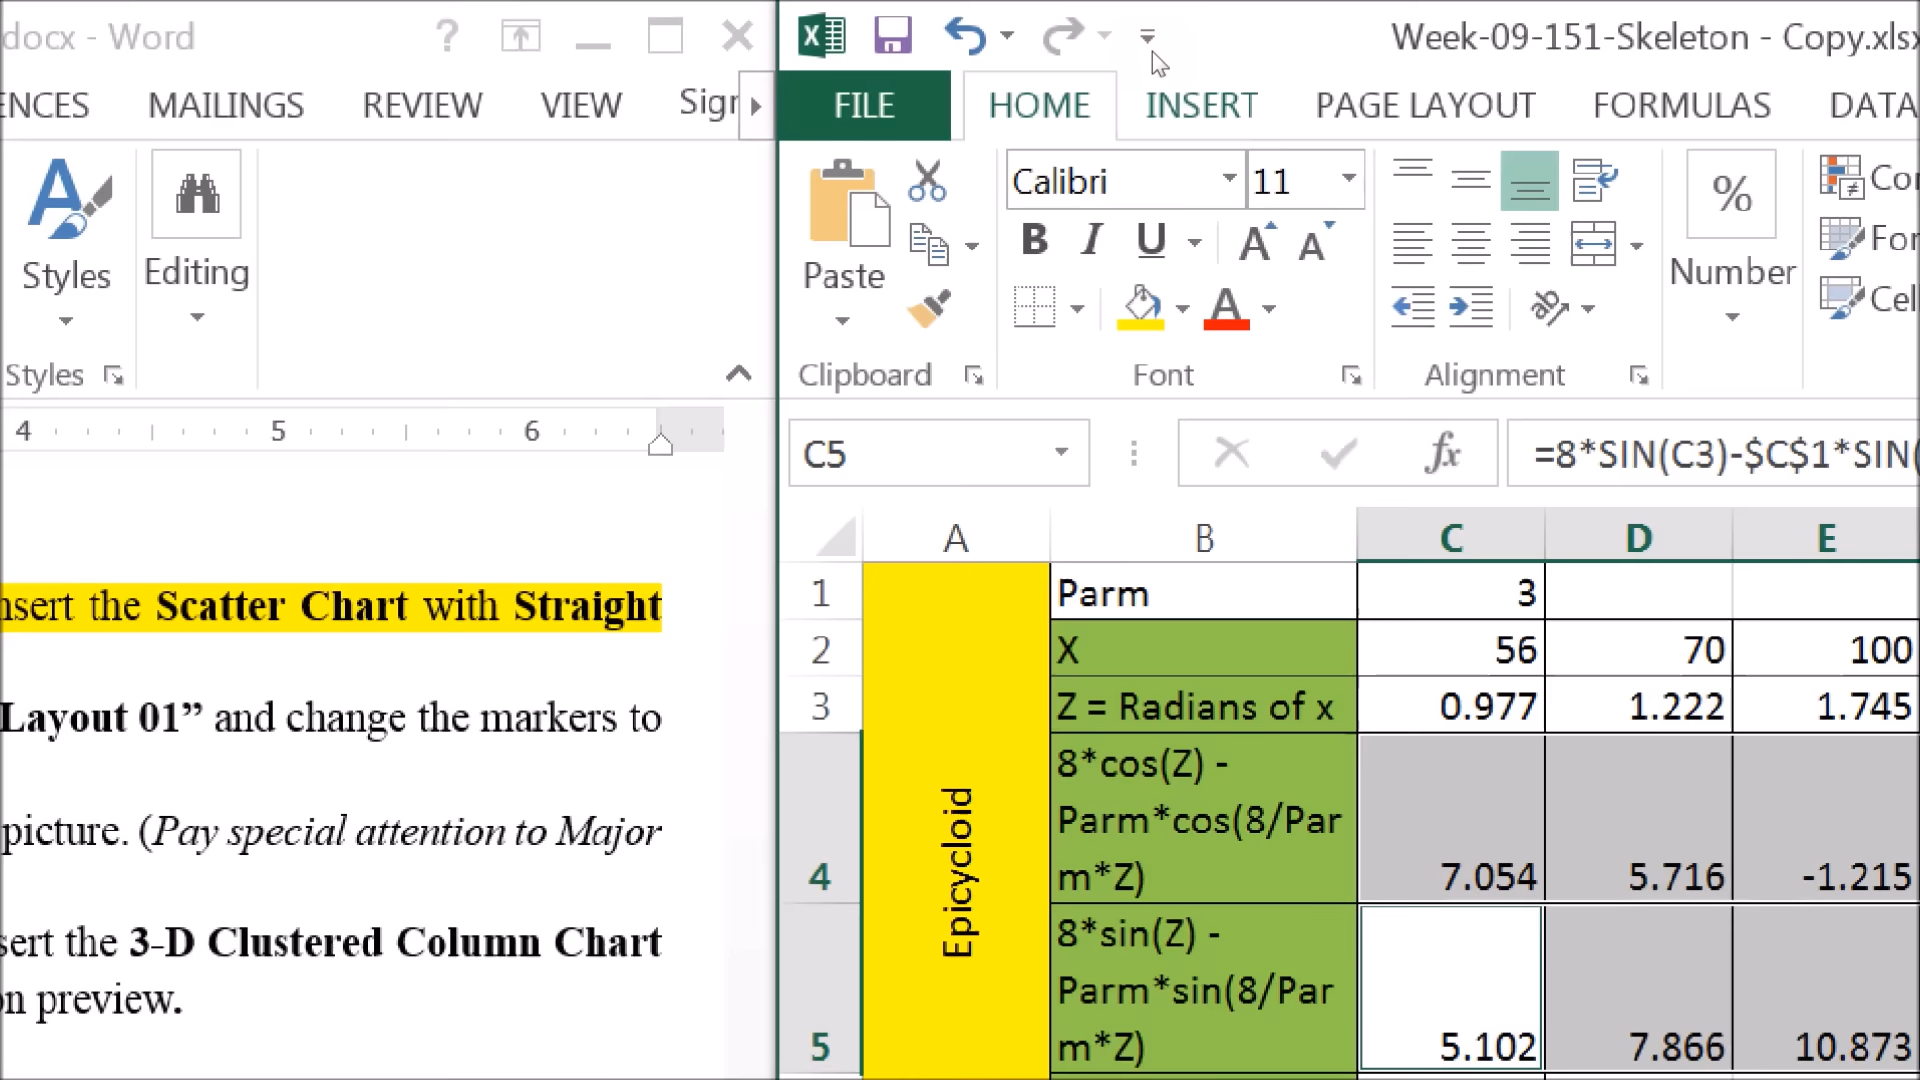 docx - Word
ENCES MAILINGS REVIEW VIEW Sign
Styles
Editing
Styles
4 5 6
nsert the Scatter Chart with Straight
Layout 01” and change the markers to
picture. (Pay special attention to Major
sert the 3-D Clustered Column Chart
on preview.
Week-09-151-Skeleton - Copy.xlsx
FILE HOME INSERT PAGE LAYOUT FORMULAS DATA
Paste
Calibri 11
B I U A A
A
ab
%
Number
Con
For
Cel
Clipboard Font Alignment
C5 fx =8*SIN(C3)-$C$1*SIN(
A B C D E
1 Parm 3
2 X 56 70 100
3 Z = Radians of x 0.977 1.222 1.745
Epicycloid
8*cos(Z) -
Parm*cos(8/Par
4 m*Z) 7.054 5.716 -1.215
8*sin(Z) -
Parm*sin(8/Par
5 m*Z) 5.102 7.866 10.873